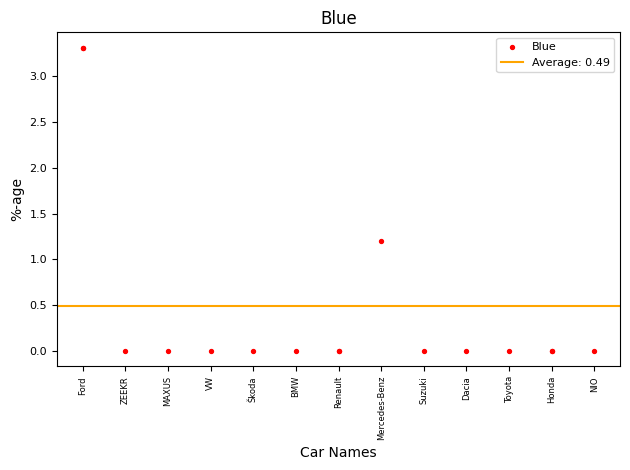 Blue
Blue
Average: 0.49
%-age
3.0
2.5
2.0
1.5
1.0
0.5
0.0
Ford
ZEEKR
MAXUS
VW
Škoda
BMW
Renault
Mercedes-Benz
Suzuki
Dacia
Toyota
Honda
NIO
Car Names